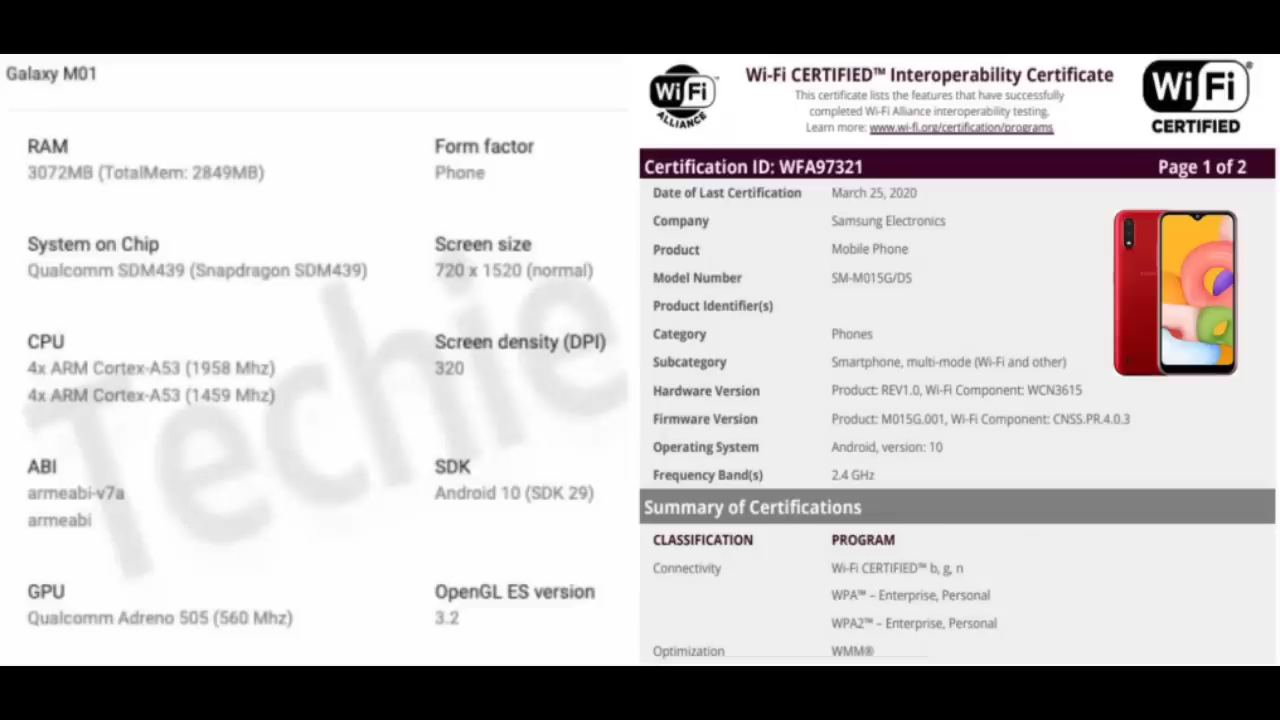 Galaxy M01
RAM
3072MB (TotalMem: 2849MB)
Form factor
Phone
System on Chip
Qualcomm SDM439 (Snapdragon SDM439)
Screen size
720 x 1520 (normal)
CPU
4x ARM Cortex-A53 (1958 Mhz)
4x ARM Cortex-A53 (1459 Mhz)
Screen density (DPI)
320
ABI
armeabi-v7a
armeabi
SDK
Android 10 (SDK 29)
GPU
Qualcomm Adreno 505 (560 Mhz)
OpenGL ES version
3.2
Techie
Wi Fi
ALLIANCE
Wi-Fi CERTIFIED™ Interoperability Certificate
This certificate lists the features that have successfully
completed Wi-Fi Alliance interoperability testing.
Learn more: www.wi-fi.org/certification/programs
Wi Fi®
CERTIFIED
Certification ID: WFA97321 Page 1 of 2
Date of Last Certification March 25, 2020
Company Samsung Electronics
Product Mobile Phone
Model Number SM-M015G/DS
Product Identifier(s)
Category Phones
Subcategory Smartphone, multi-mode (Wi-Fi and other)
Hardware Version Product: REV1.0, Wi-Fi Component: WCN3615
Firmware Version Product: M015G.001, Wi-Fi Component: CNSS.PR.4.0.3
Operating System Android, version: 10
Frequency Band(s) 2.4 GHz
Summary of Certifications
CLASSIFICATION PROGRAM
Connectivity Wi-Fi CERTIFIED™ b, g, n
WPA™ – Enterprise, Personal
WPA2™ – Enterprise, Personal
Optimization WMM®